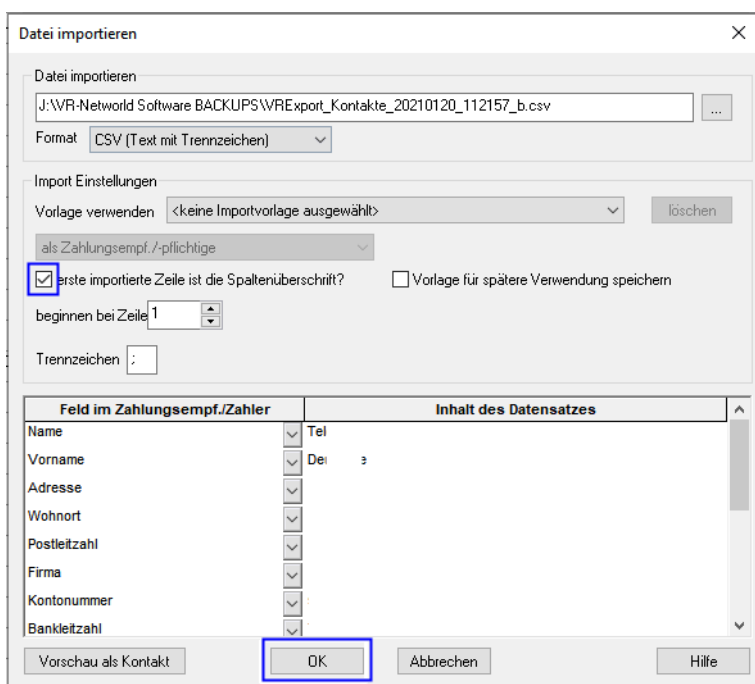 Datei importieren
Datei importieren
J:\VR-Networld Software BACKUPS\VRExport_Kontakte_20210120_112157_b.csv
...
Format CSV (Text mit Trennzeichen)
Import Einstellungen
Vorlage verwenden <keine Importvorlage ausgewählt> löschen
als Zahlungsempf./-pflichtige
erste importierte Zeile ist die Spaltenüberschrift? Vorlage für spätere Verwendung speichern
beginnen bei Zeile 1
Trennzeichen ;
Feld im Zahlungsempf./Zahler Inhalt des Datensatzes
Name Tel
Vorname
Adresse
Wohnort
Postleitzahl
Firma
Kontonummer
Bankleitzahl
Vorschau als Kontakt OK Abbrechen Hilfe